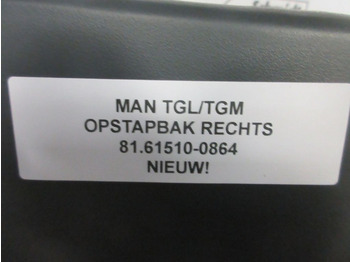 MAN TGL/TGM
OPSTAPBAK RECHTS
81.61510-0864
NIEUW!